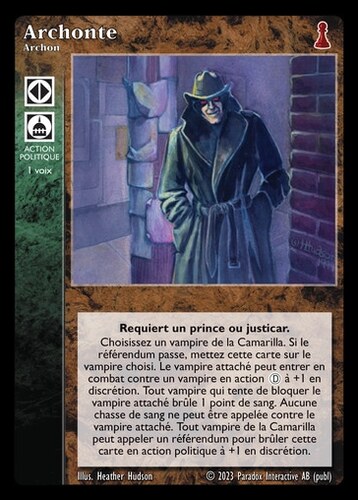 Archonte
Archon
ACTION
POLITIQUE
1 voix
Requiert un prince ou justicar.
Choisissez un vampire de la Camarilla. Si le
référendum passe, mettez cette carte sur le
vampire choisi. Le vampire attaché peut entrer en
combat contre un vampire en action Ⓓ à +1 en
discrétion. Tout vampire qui tente de bloquer le
vampire attaché brûle 1 point de sang. Aucune
chasse de sang ne peut être appelée contre le
vampire attaché. Tout vampire de la Camarilla
peut appeler un référendum pour brûler cette
carte en action politique à +1 en discrétion.
Illus. Heather Hudson © 2023 Paradox Interactive AB (publ)